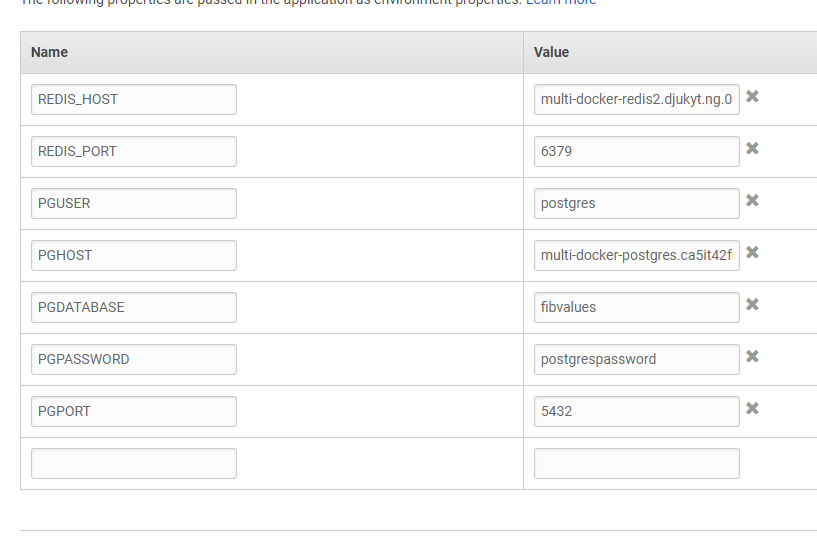 The following properties are passed in the application as environment properties. Learn more
Name Value
REDIS_HOST multi-docker-redis2.djukyt.ng.0
REDIS_PORT 6379
PGUSER postgres
PGHOST multi-docker-postgres.ca5it42f
PGDATABASE fibvalues
PGPASSWORD postgrespassword
PGPORT 5432